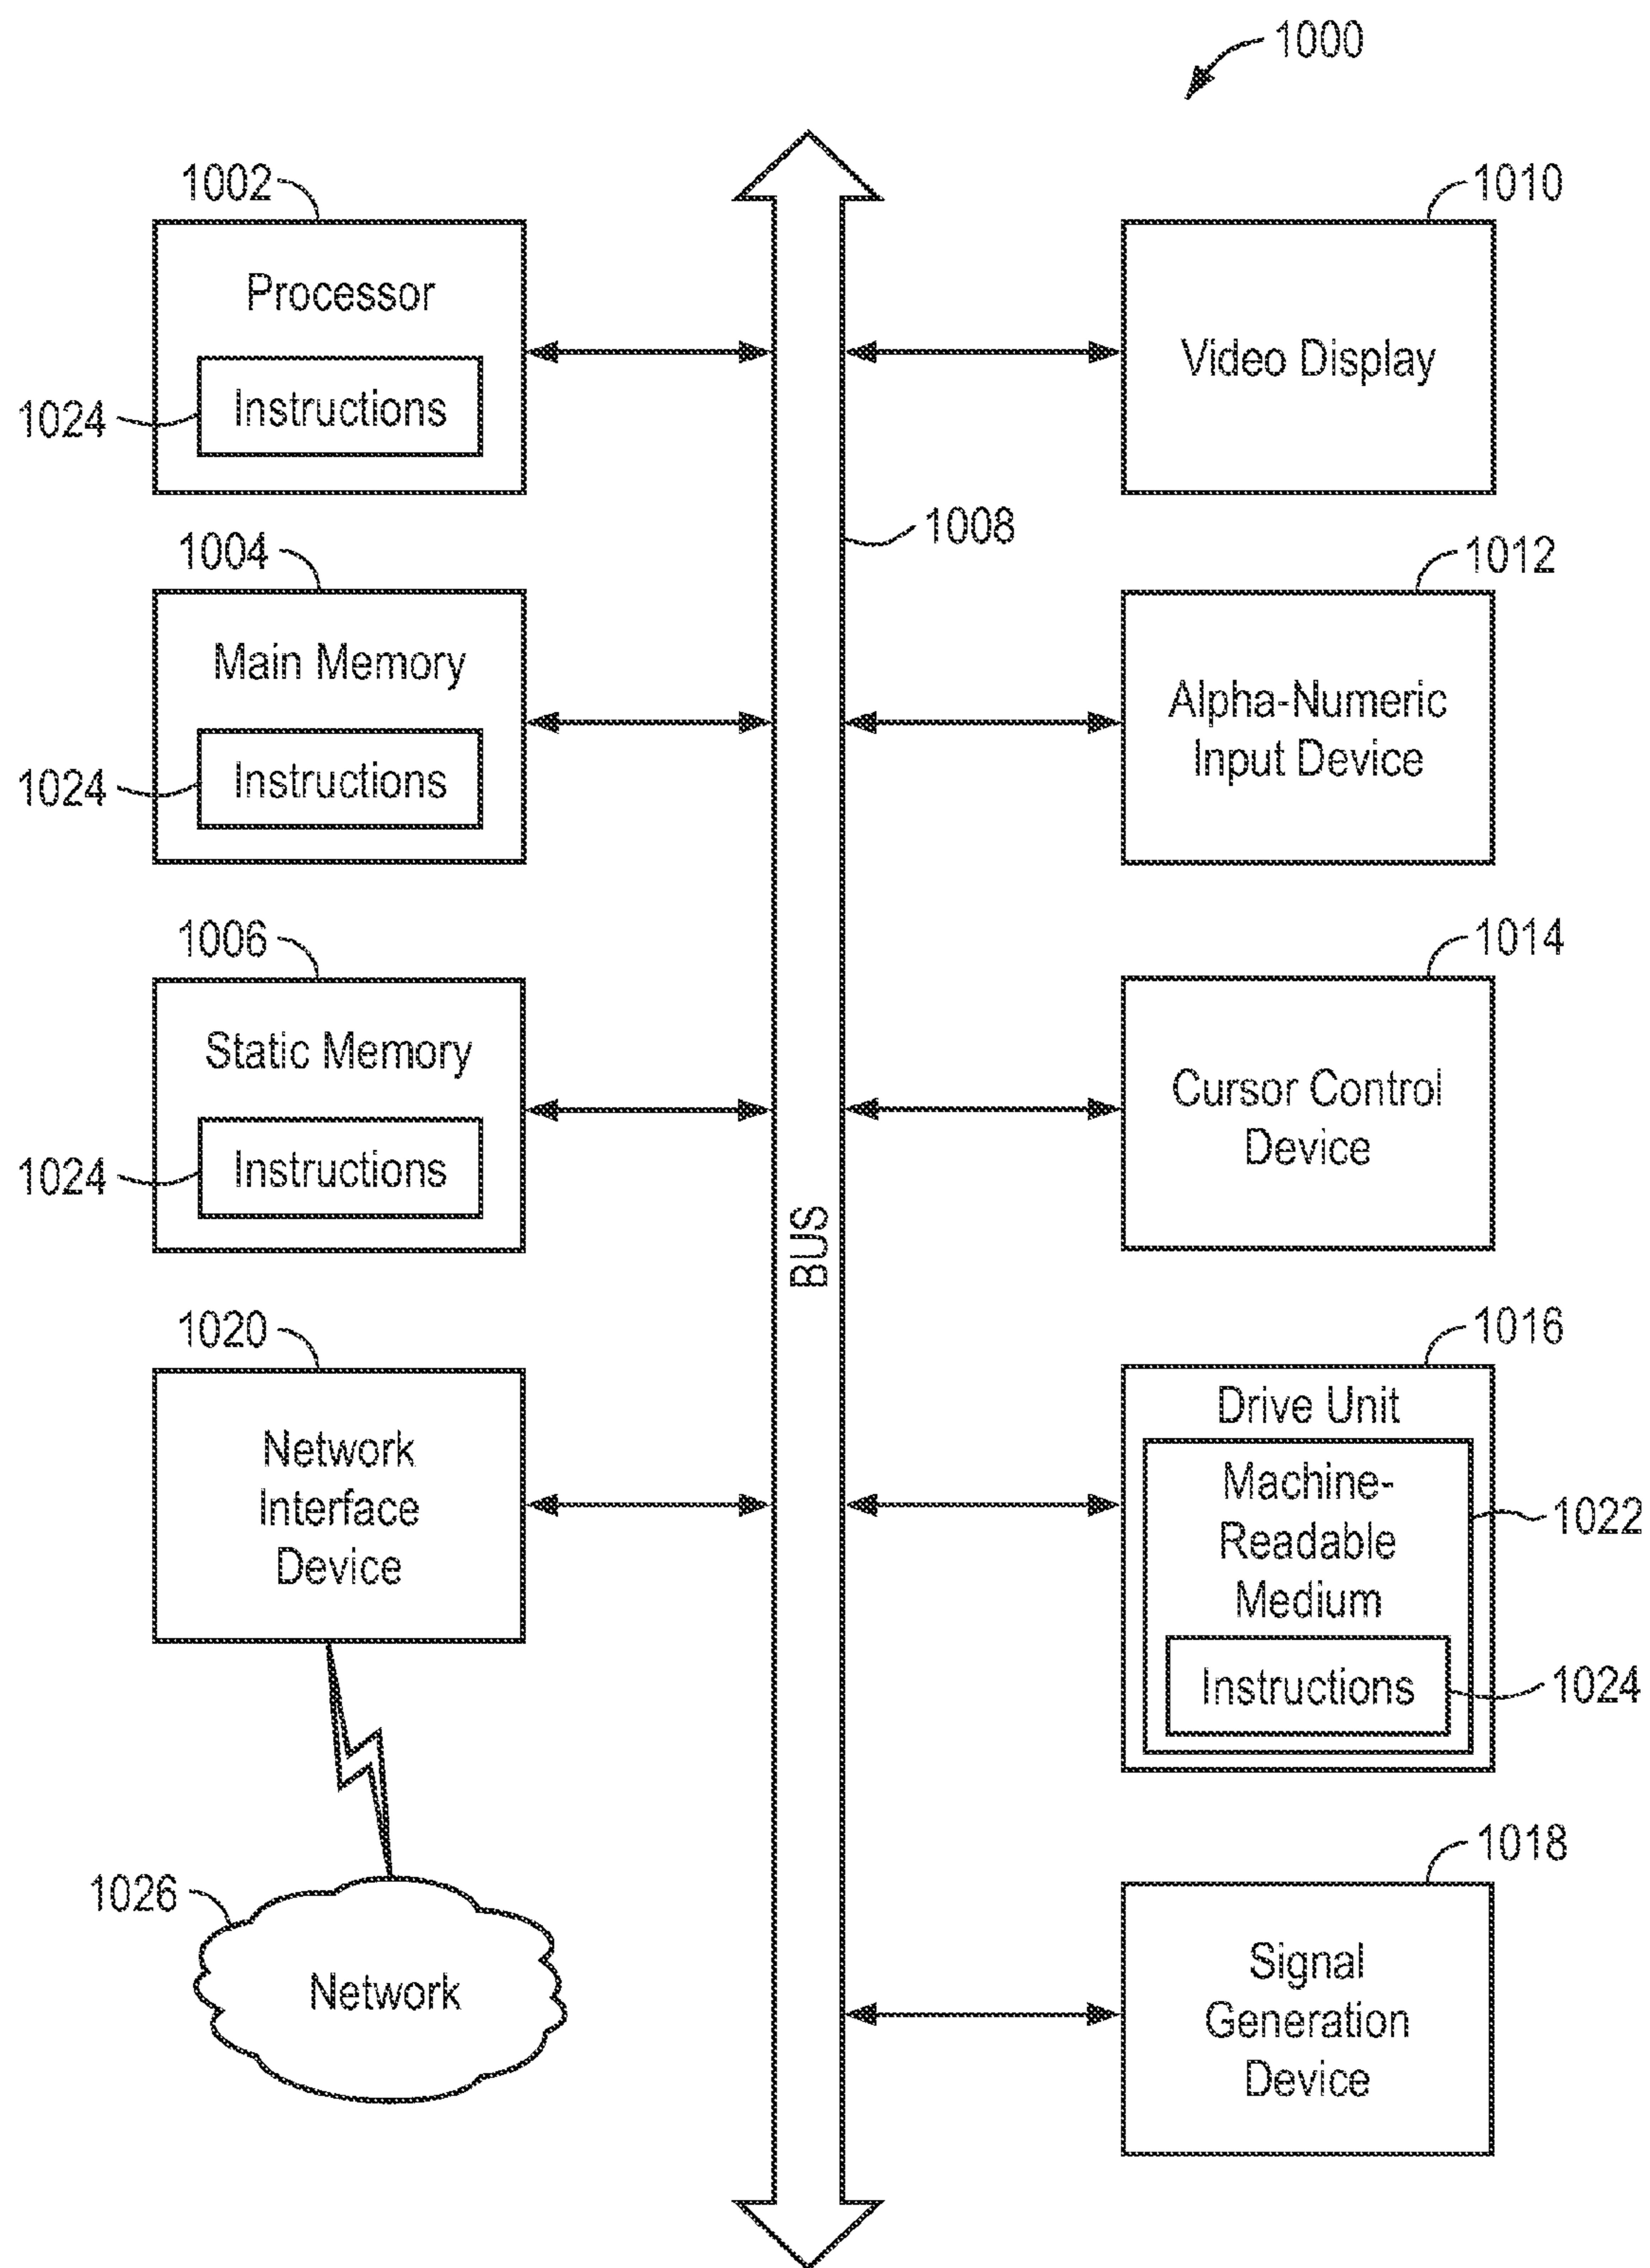 1000
1002
Processor
Instructions
1024
1004
Main Memory
Instructions
1024
1006
Static Memory
Instructions
1024
1020
Network
Interface
Device
1026
Network
BUS
1008
1010
Video Display
1012
Alpha-Numeric
Input Device
1014
Cursor Control
Device
1016
Drive Unit
Machine-
Readable
Medium
1022
Instructions
1024
1018
Signal
Generation
Device